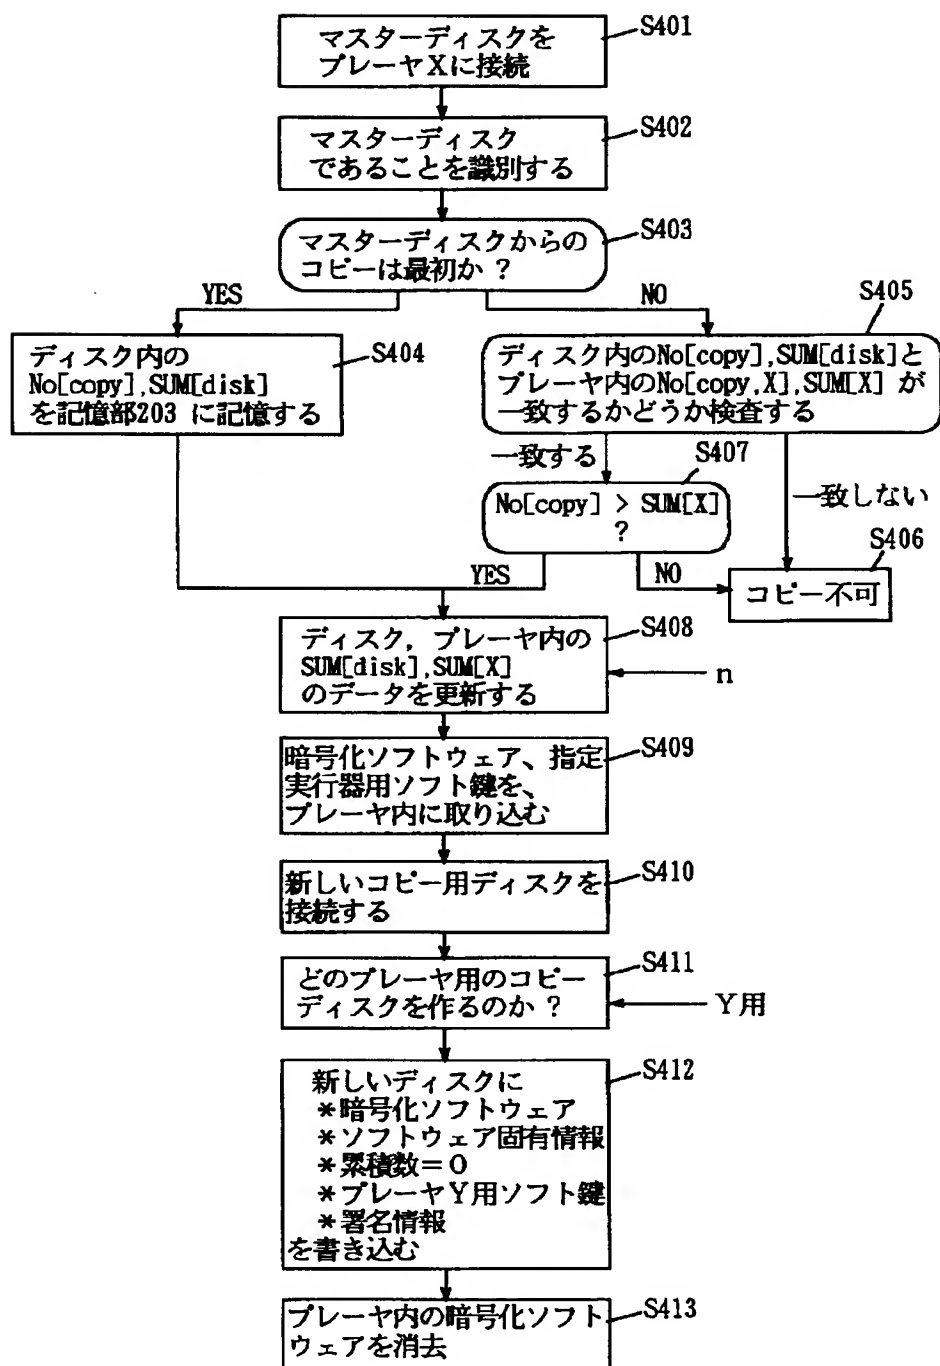 マスターディスクを
プレーヤXに接続
S401
マスターディスク
であることを識別する
S402
マスターディスクからの
コピーは最初か？
S403
YES
NO
ディスク内の
No[copy],SUM[disk]
を記憶部203 に記憶する
S404
S405
ディスク内のNo[copy],SUM[disk]と
プレーヤ内のNo[copy,X],SUM[X] が
一致するかどうか検査する
一致する
S407
一致しない
No[copy] > SUM[X]
?
S406
YES
NO
コピー不可
ディスク，プレーヤ内の
SUM[disk],SUM[X]
のデータを更新する
S408
n
暗号化ソフトウェア、指定
実行器用ソフト鍵を、
プレーヤ内に取り込む
S409
新しいコピー用ディスクを
接続する
S410
どのプレーヤ用のコピー
ディスクを作るのか？
S411
Y用
新しいディスクに
*暗号化ソフトウェア
*ソフトウェア固有情報
*累積数＝0
*プレーヤY用ソフト鍵
*署名情報
を書き込む
S412
プレーヤ内の暗号化ソフト
ウェアを消去
S413